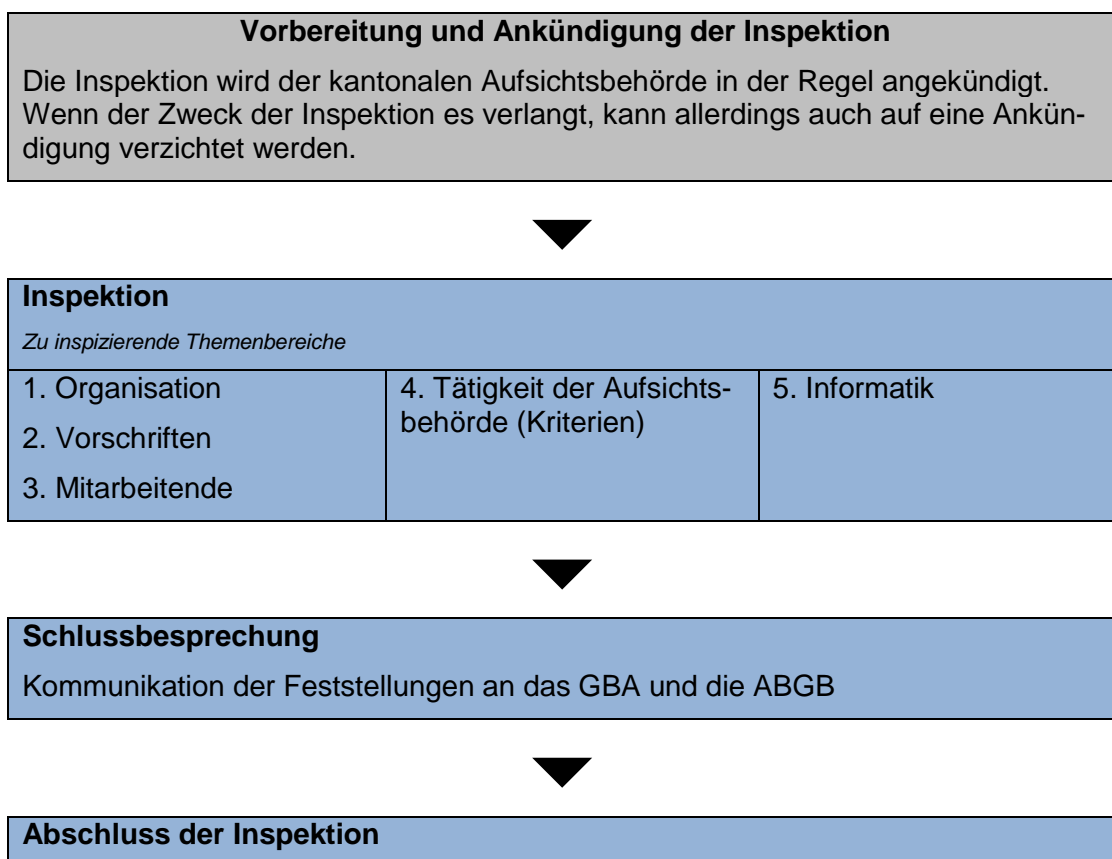 Vorbereitung und Ankündigung der Inspektion
Die Inspektion wird der kantonalen Aufsichtsbehörde in der Regel angekündigt.
Wenn der Zweck der Inspektion es verlangt, kann allerdings auch auf eine Ankün-
digung verzichtet werden.
Inspektion
Zu inspizierende Themenbereiche
1. Organisation
2. Vorschriften
3. Mitarbeitende
4. Tätigkeit der Aufsichts-
behörde (Kriterien)
5. Informatik
Schlussbesprechung
Kommunikation der Feststellungen an das GBA und die ABGB
Abschluss der Inspektion